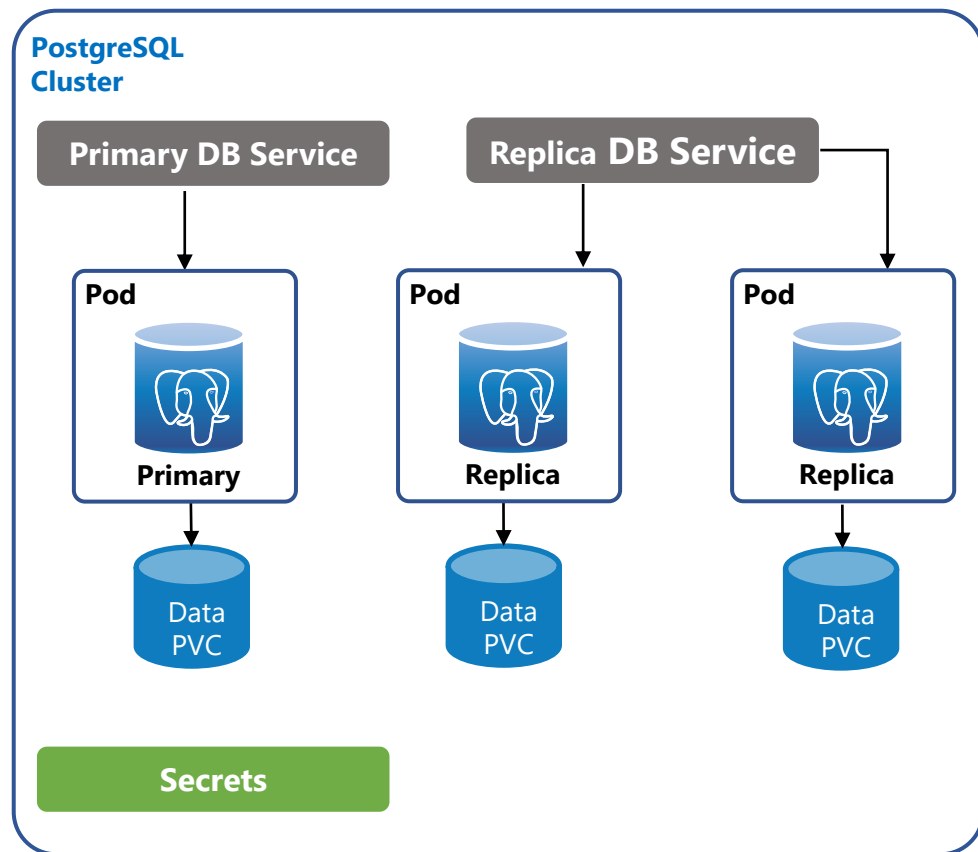 PostgreSQL
Cluster
Primary DB Service
Replica DB Service
Pod
Pod
Pod
Primary
Replica
Replica
Data
PVC
Data
PVC
Data
PVC
Secrets